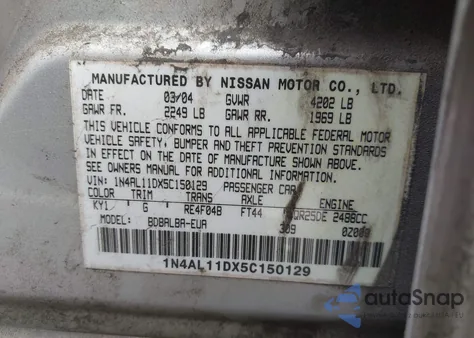 MANUFACTURED BY NISSAN MOTOR CO., LTD.
DATE 03/04 GVWR 4202 LB
GAWR FR. 2249 LB GAWR RR. 1969 LB
THIS VEHICLE CONFORMS TO ALL APPLICABLE FEDERAL MOTOR
VEHICLE SAFETY, BUMPER AND THEFT PREVENTION STANDARDS
IN EFFECT ON THE DATE OF MANUFACTURE SHOWN ABOVE.
SEE OWNERS MANUAL FOR ADDITIONAL INFORMATION.
VIN: 1N4AL11DX5C150129 PASSENGER CAR
COLOR TRIM TRANS AXLE ENGINE
KY1 G RE4F04B FT44 QR25DE 2488CC
MODEL: BDBALBA-EUA 309
1N4AL11DX5C150129
autoSnap